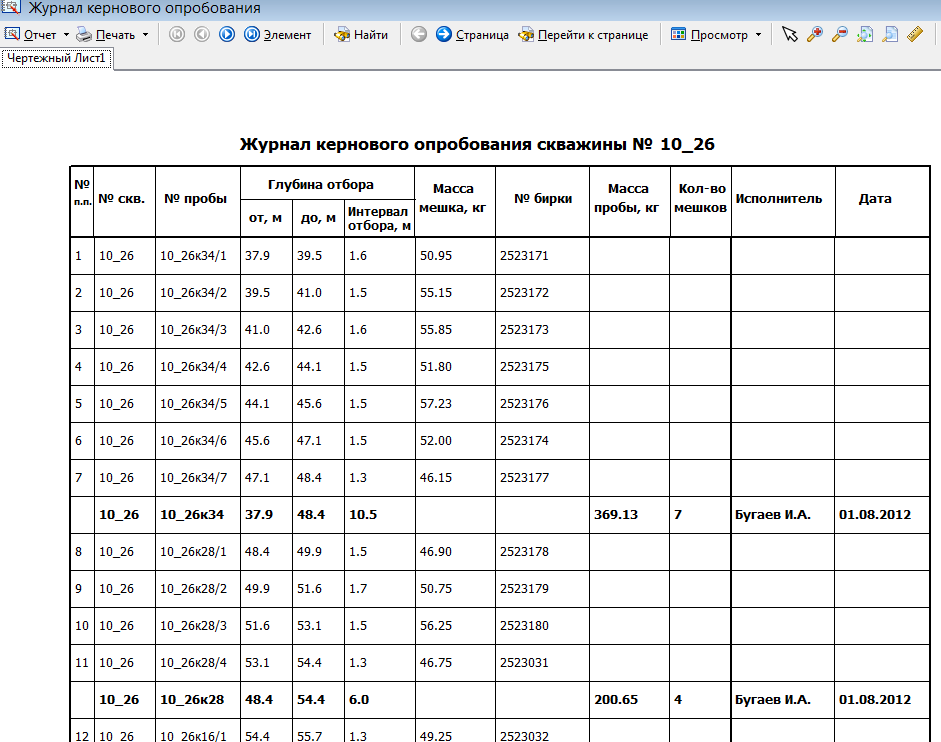 Журнал кернового опробования
Отчет Печать Элемент Найти Страница Перейти к странице Просмотр
Чертежный Лист1
Журнал кернового опробования скважины № 10_26
№ п.п. № скв. № пробы Глубина отбора Масса мешка, кг № бирки Масса пробы, кг Кол-во мешков Исполнитель Дата
от, м до, м Интервал отбора, м
1 10_26 10_26к34/1 37.9 39.5 1.6 50.95 2523171
2 10_26 10_26к34/2 39.5 41.0 1.5 55.15 2523172
3 10_26 10_26к34/3 41.0 42.6 1.6 55.85 2523173
4 10_26 10_26к34/4 42.6 44.1 1.5 51.80 2523175
5 10_26 10_26к34/5 44.1 45.6 1.5 57.23 2523176
6 10_26 10_26к34/6 45.6 47.1 1.5 52.00 2523174
7 10_26 10_26к34/7 47.1 48.4 1.3 46.15 2523177
10_26 10_26к34 37.9 48.4 10.5 369.13 7 Бугаев И.А. 01.08.2012
8 10_26 10_26к28/1 48.4 49.9 1.5 46.90 2523178
9 10_26 10_26к28/2 49.9 51.6 1.7 50.75 2523179
10 10_26 10_26к28/3 51.6 53.1 1.5 56.25 2523180
11 10_26 10_26к28/4 53.1 54.4 1.3 46.75 2523031
10_26 10_26к28 48.4 54.4 6.0 200.65 4 Бугаев И.А. 01.08.2012
12 10_26 10_26к16/1 54.4 55.7 1.3 49.25 2523032